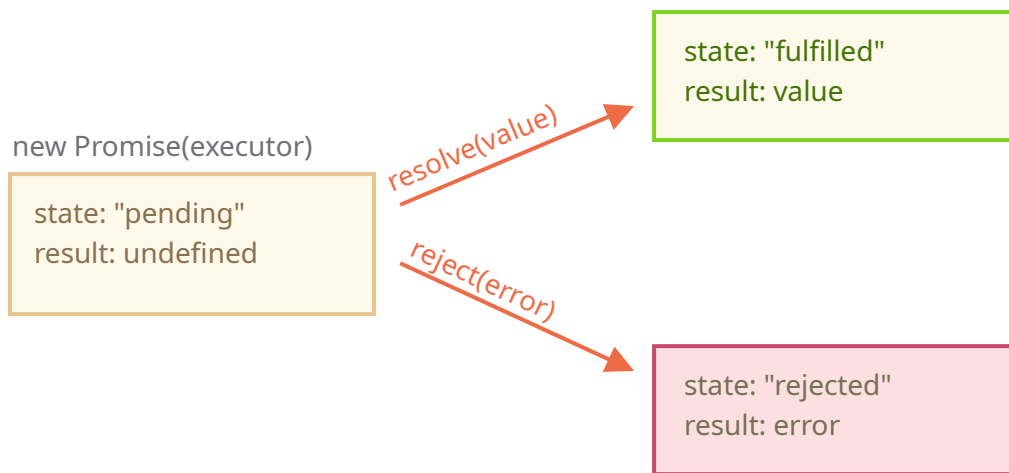 new Promise(executor)
state: "pending"
result: undefined
resolve(value)
reject(error)
state: "fulfilled"
result: value
state: "rejected"
result: error